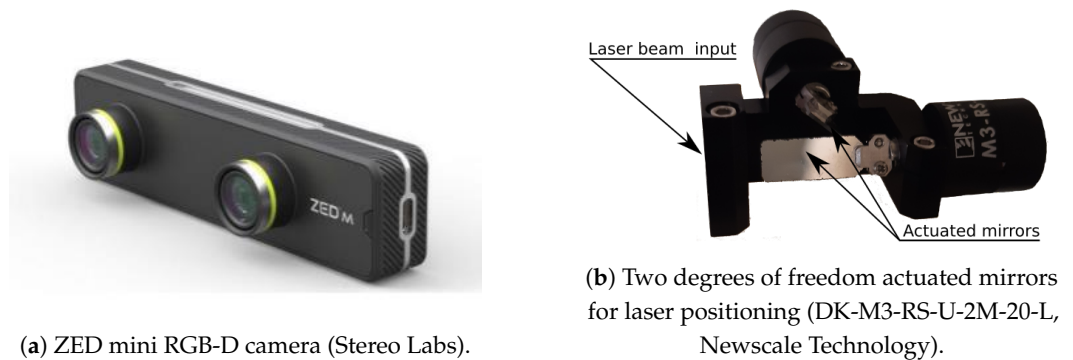 ZED M
(a) ZED mini RGB-D camera (Stereo Labs).
Laser beam input
NEW
M3-RS
Actuated mirrors
(b) Two degrees of freedom actuated mirrors
for laser positioning (DK-M3-RS-U-2M-20-L,
Newscale Technology).